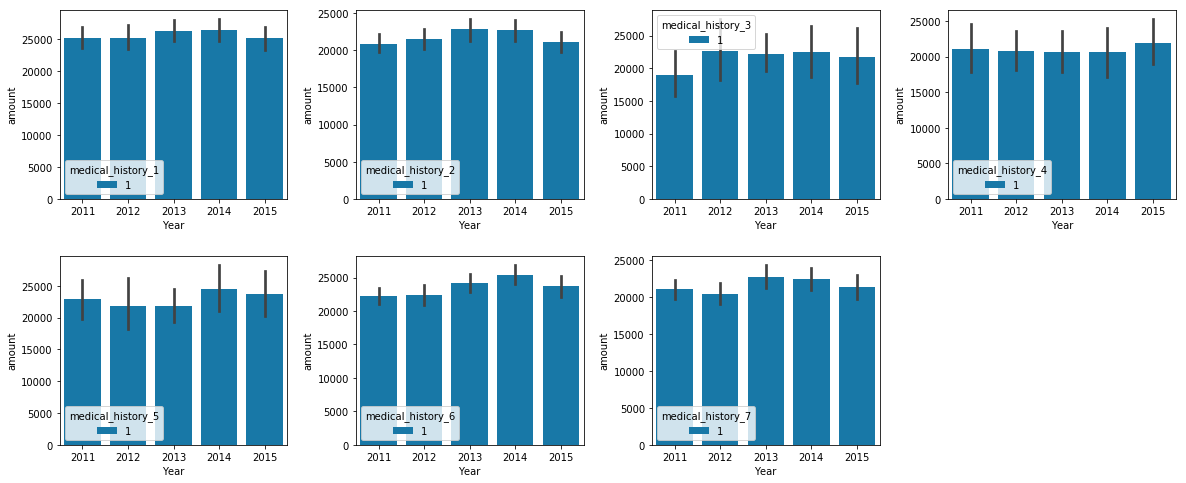 25000
20000
15000
10000
5000
0
amount
medical_history_1
1
2011 2012 2013 2014 2015
Year
25000
20000
15000
10000
5000
0
amount
medical_history_2
1
2011 2012 2013 2014 2015
Year
25000
20000
15000
10000
5000
0
amount
medical_history_3
1
2011 2012 2013 2014 2015
Year
25000
20000
15000
10000
5000
0
amount
medical_history_4
1
2011 2012 2013 2014 2015
Year
25000
20000
15000
10000
5000
0
amount
medical_history_5
1
2011 2012 2013 2014 2015
Year
25000
20000
15000
10000
5000
0
amount
medical_history_6
1
2011 2012 2013 2014 2015
Year
25000
20000
15000
10000
5000
0
amount
medical_history_7
1
2011 2012 2013 2014 2015
Year